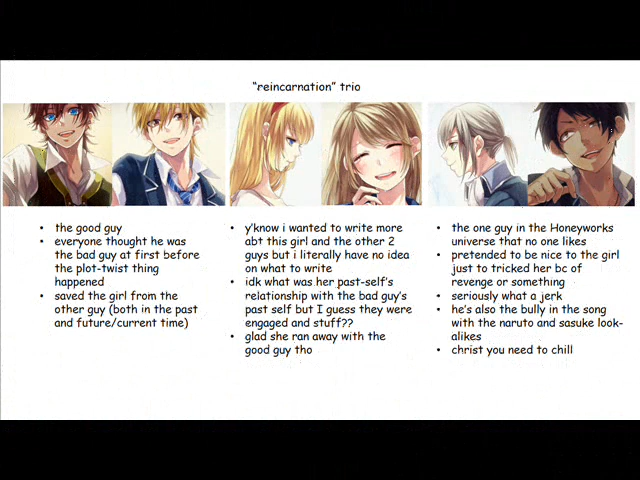 “reincarnation” trio
• the good guy
• everyone thought he was
the bad guy at first before
the plot-twist thing
happened
• saved the girl from the
other guy (both in the past
and future/current time)
• y'know i wanted to write more
abt this girl and the other 2
guys but i literally have no idea
on what to write
• idk what was her past-self's
relationship with the bad guy's
past self but I guess they were
engaged and stuff??
• glad she ran away with the
good guy tho
• the one guy in the Honeyworks
universe that no one likes
• pretended to be nice to the girl
just to tricked her bc of
revenge or something
• seriously what a jerk
• he's also the bully in the song
with the naruto and sasuke look-
alikes
• christ you need to chill